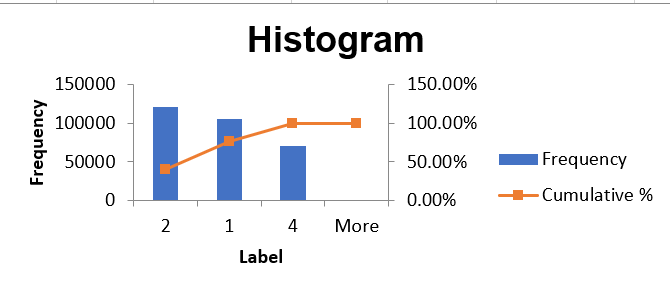 Histogram
150000
100000
50000
0
Frequency
150.00%
100.00%
50.00%
0.00%
2 1 4 More
Label
Frequency
Cumulative %